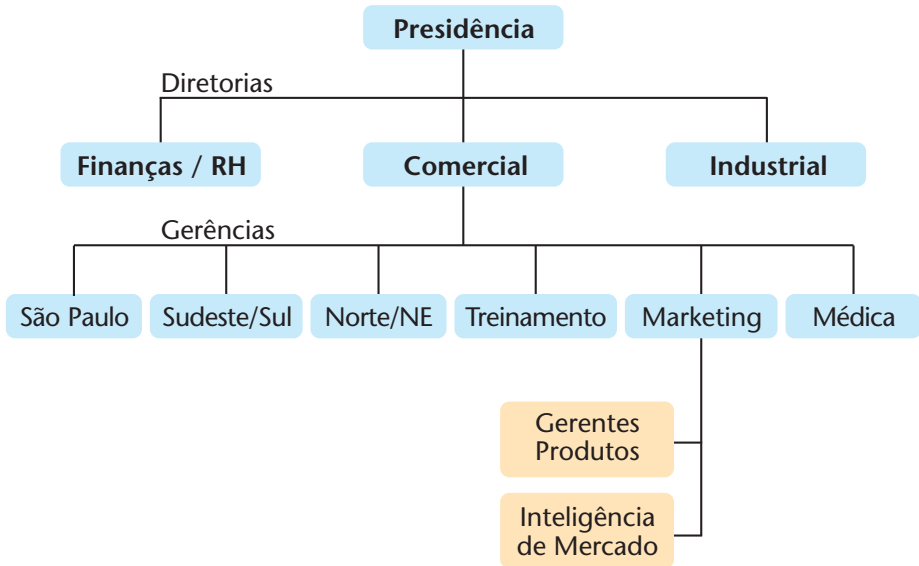 Presidência
Diretorias
Finanças / RH
Comercial
Industrial
Gerências
São Paulo
Sudeste/Sul
Norte/NE
Treinamento
Marketing
Médica
Gerentes
Produtos
Inteligência
de Mercado